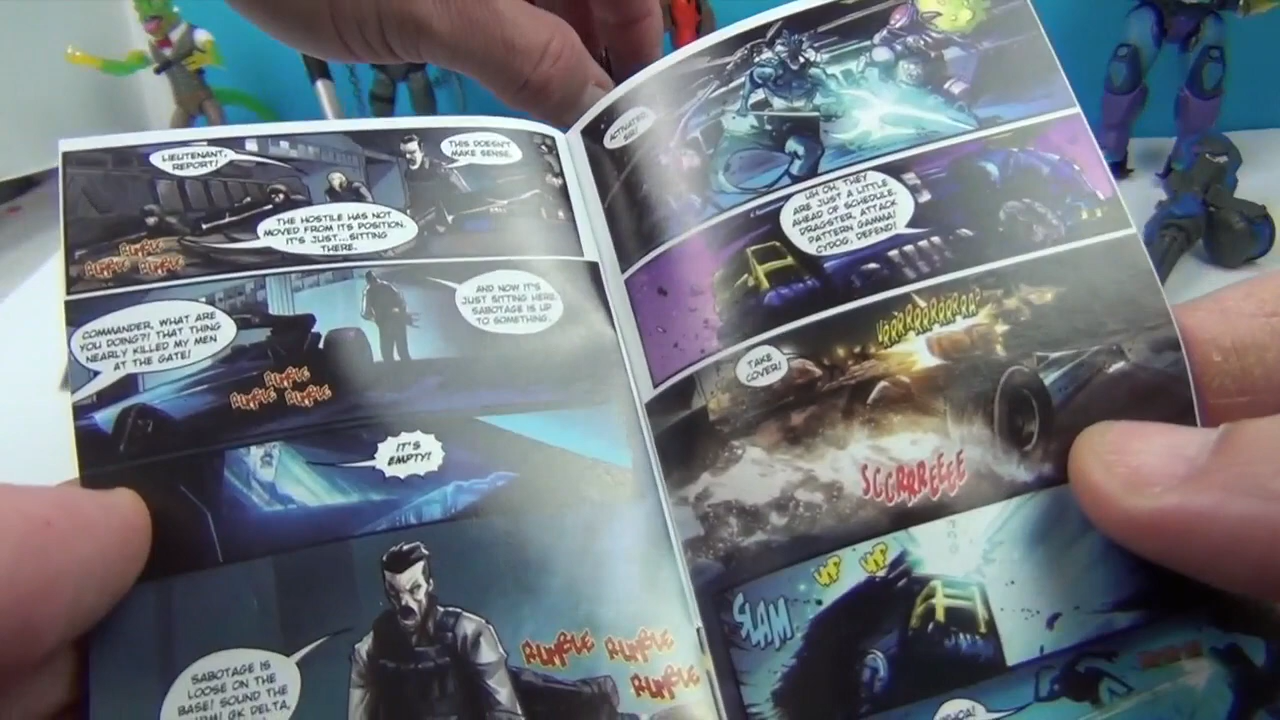 LIEUTENANT,
REPORT!
THIS DOESN'T
MAKE SENSE.
THE HOSTILE HAS NOT
MOVED FROM ITS POSITION.
IT'S JUST...SITTING
THERE.
RUMBLE
RUMBLE RUMBLE
AND NOW IT'S
JUST SITTING HERE.
SABOTAGE IS UP
TO SOMETHING.
COMMANDER, WHAT ARE
YOU DOING?! THAT THING
NEARLY KILLED MY MEN
AT THE GATE!
RUMBLE
RUMBLE RUMBLE
IT'S
EMPTY!
RUMBLE RUMBLE
RUMBLE
SABOTAGE IS
LOOSE ON THE
BASE! SOUND THE
GK DELTA,
ACTIVATED,
SIR!
UH OH, THEY
ARE JUST A LITTLE
AHEAD OF SCHEDULE.
DRAGSTER, ATTACK
PATTERN GAMMA!
CYDOG, DEFEND!
TAKE
COVER!
SCCRRREEEE
SLAM